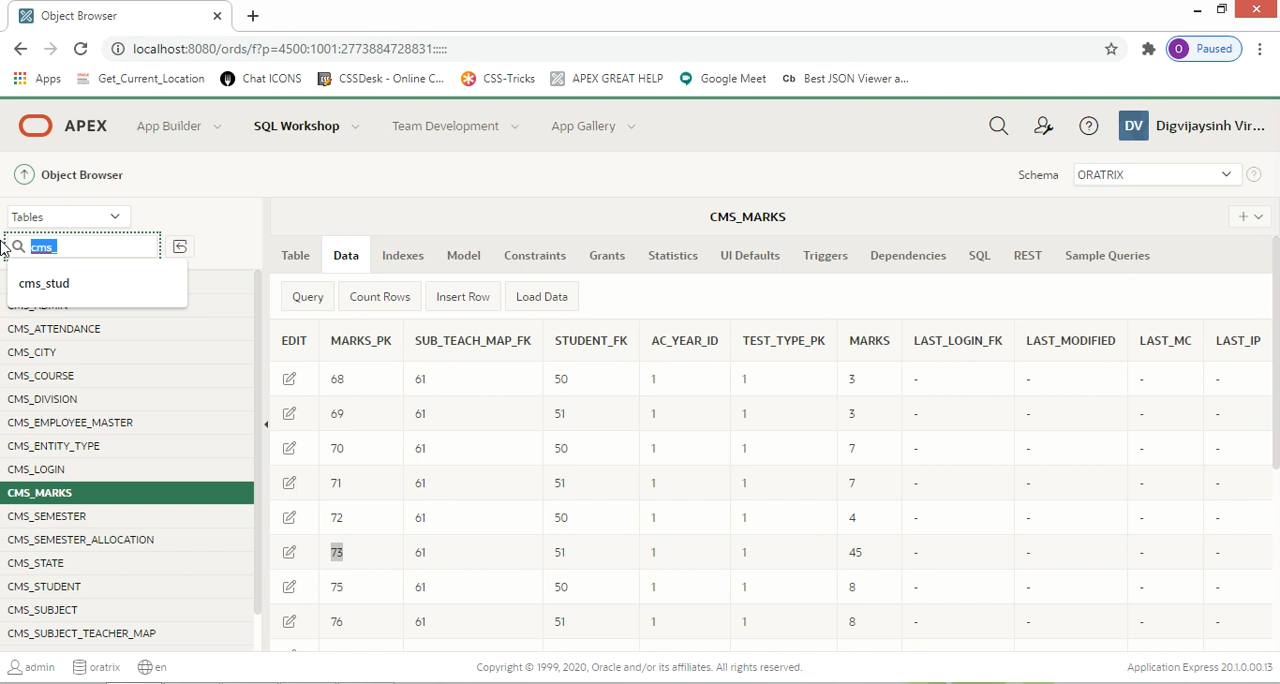 Object Browser
localhost:8080/ords/f?p=4500:1001:2773884728831:::::
O Paused
Apps Get_Current_Location Chat ICONS CSSDesk - Online C... CSS-Tricks APEX GREAT HELP Google Meet Cb Best JSON Viewer a...
APEX App Builder SQL Workshop Team Development App Gallery DV Digvijaysinh Vir...
Object Browser Schema ORATRIX
Tables
CMS_MARKS
cms_
cms_stud
Table Data Indexes Model Constraints Grants Statistics UI Defaults Triggers Dependencies SQL REST Sample Queries
Query Count Rows Insert Row Load Data
CMS_ATTENDANCE
CMS_CITY
CMS_COURSE
CMS_DIVISION
CMS_EMPLOYEE_MASTER
CMS_ENTITY_TYPE
CMS_LOGIN
CMS_MARKS
CMS_SEMESTER
CMS_SEMESTER_ALLOCATION
CMS_STATE
CMS_STUDENT
CMS_SUBJECT
CMS_SUBJECT_TEACHER_MAP
EDIT MARKS_PK SUB_TEACH_MAP_FK STUDENT_FK AC_YEAR_ID TEST_TYPE_PK MARKS LAST_LOGIN_FK LAST_MODIFIED LAST_MC LAST_IP
68 61 50 1 1 3 - - - -
69 61 51 1 1 3 - - - -
70 61 50 1 1 7 - - - -
71 61 51 1 1 7 - - - -
72 61 50 1 1 4 - - - -
73 61 51 1 1 45 - - - -
75 61 50 1 1 8 - - - -
76 61 51 1 1 8 - - - -
admin oratrix en
Copyright © 1999, 2020, Oracle and/or its affiliates. All rights reserved.
Application Express 20.1.0.00.13